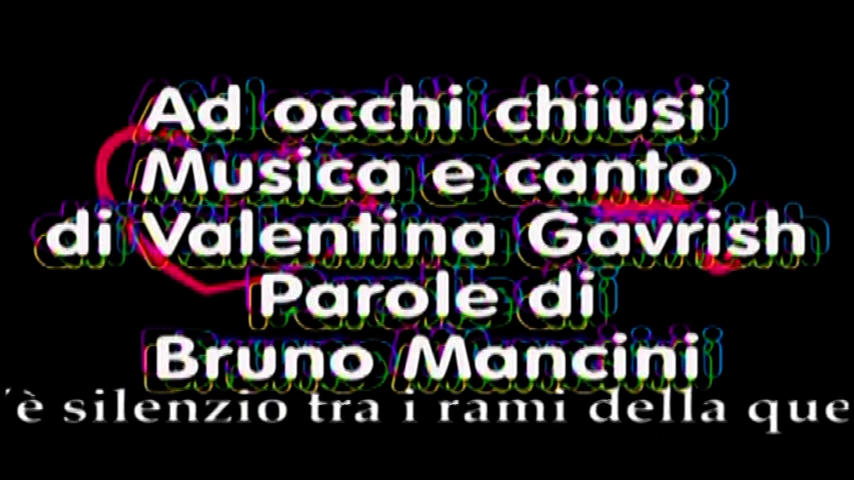 Ad occhi chiusi
Musica e canto
di Valentina Gavrish
Parole di
Bruno Mancini
'è silenzio tra i rami della que